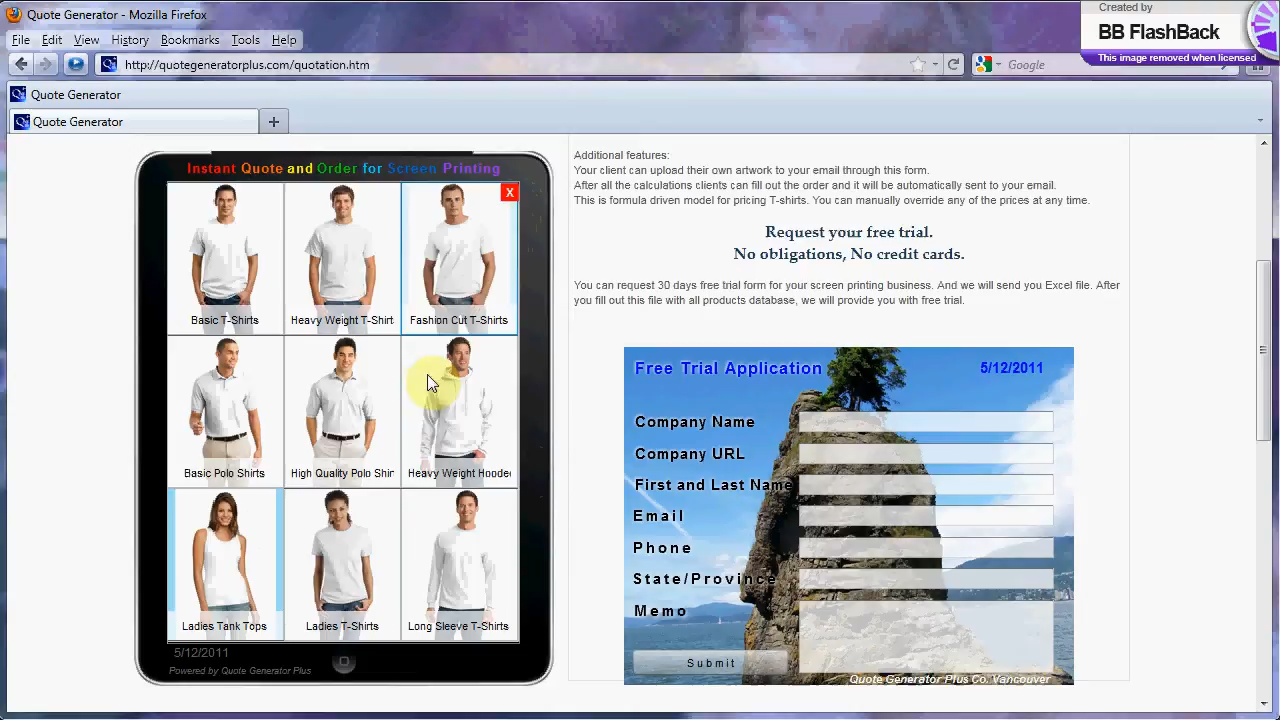 Quote Generator - Mozilla Firefox
Created by
BB FlashBack
This image removed when licensed
File Edit View History Bookmarks Tools Help
http://quotegeneratorplus.com/quotation.htm
Google
Quote Generator
Quote Generator
Instant Quote and Order for Screen Printing
X
Basic T-Shirts
Heavy Weight T-Shirt
Fashion Cut T-Shirts
Basic Polo Shirts
High Quality Polo Shir
Heavy Weight Hooded
Ladies Tank Tops
Ladies T-Shirts
Long Sleeve T-Shirts
5/12/2011
Powered by Quote Generator Plus
Additional features:
Your client can upload their own artwork to your email through this form.
After all the calculations clients can fill out the order and it will be automatically sent to your email.
This is formula driven model for pricing T-shirts. You can manually override any of the prices at any time.
Request your free trial.
No obligations, No credit cards.
You can request 30 days free trial form for your screen printing business. And we will send you Excel file. After
you fill out this file with all products database, we will provide you with free trial.
Free Trial Application
5/12/2011
Company Name
Company URL
First and Last Name
Email
Phone
State/Province
Memo
Submit
Quote Generator Plus Co. Vancouver